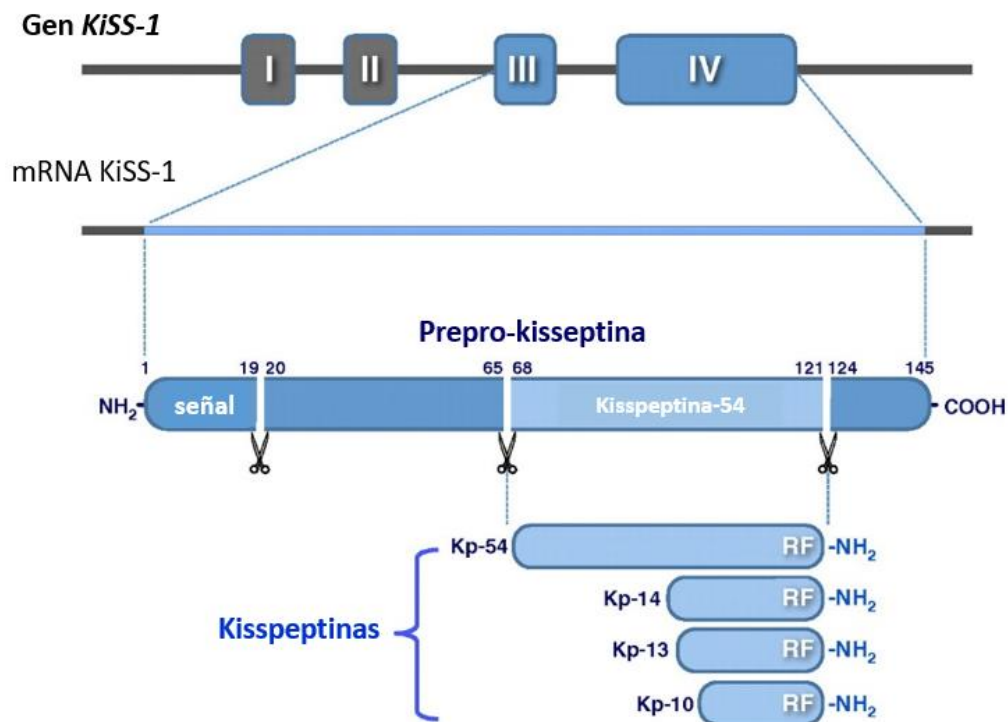 Gen KiSS-1
I II III IV
mRNA KiSS-1
Prepro-kisseptina
1 19 20 65 68 121 124 145
NH2- señal Kisspeptina-54 -COOH
Kp-54 RF -NH2
Kp-14 RF -NH2
Kisspeptinas
Kp-13 RF -NH2
Kp-10 RF -NH2